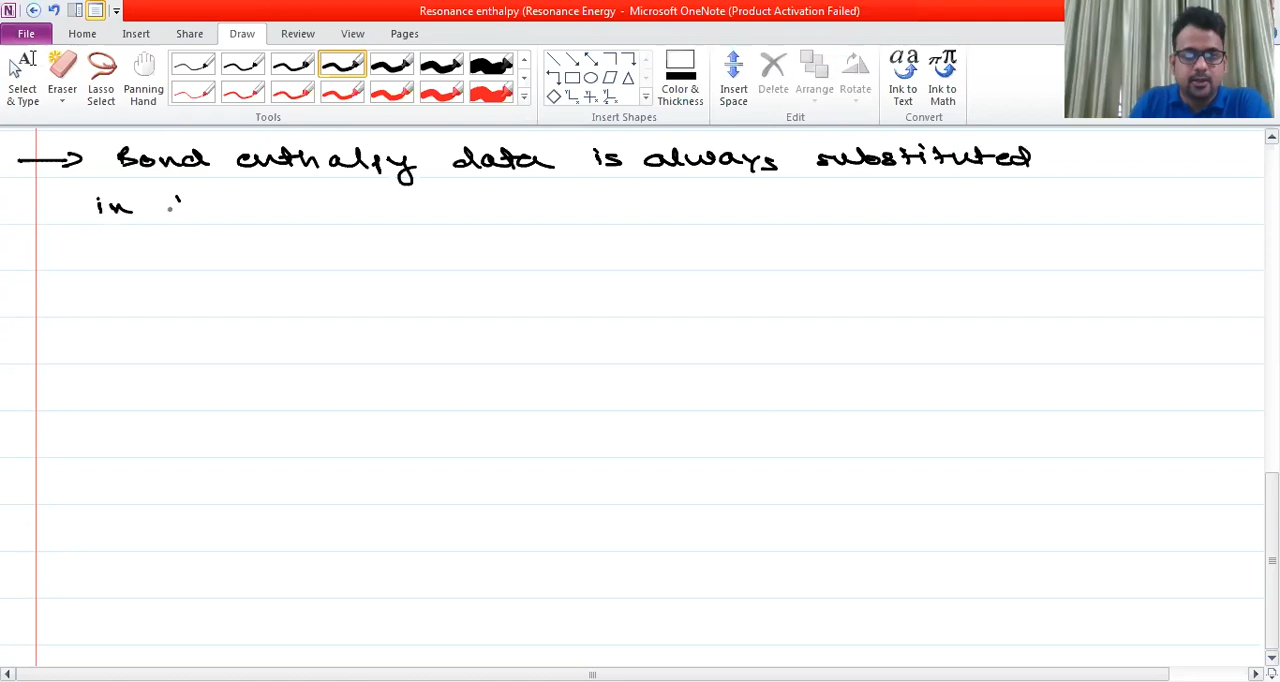 Resonance enthalpy (Resonance Energy - Microsoft OneNote (Product Activation Failed)
File Home Insert Share Draw Review View Pages
Select & Type Eraser Lasso Select Panning Hand Color & Thickness Insert Space Delete Arrange Rotate Ink to Text Ink to Math
Tools Insert Shapes Edit Convert
→ Bond enthalpy data is always substituted
in